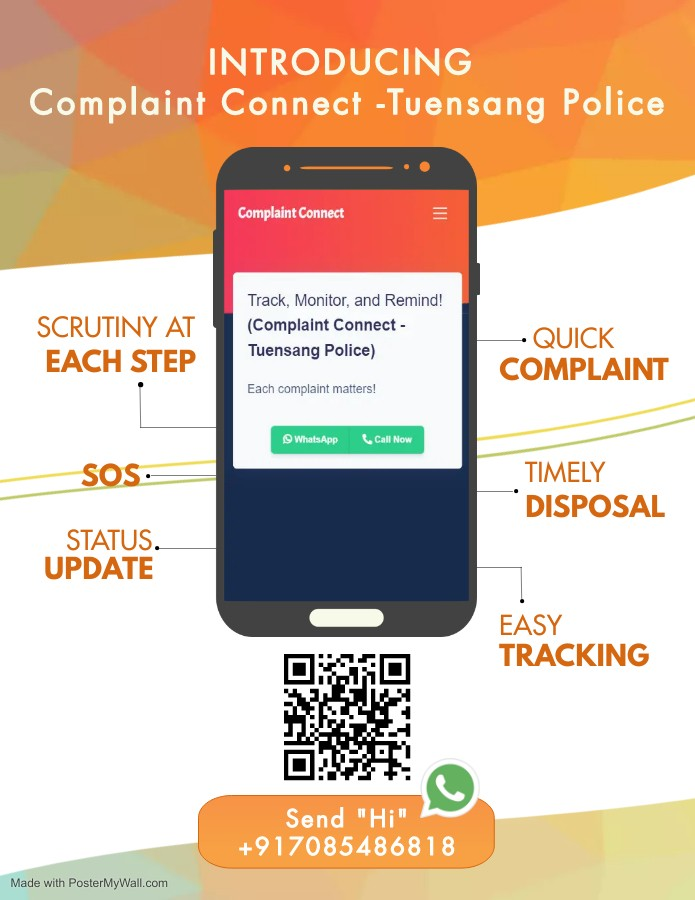 INTRODUCING
Complaint Connect -Tuensang Police
Complaint Connect
Track, Monitor, and Remind!
(Complaint Connect -
Tuensang Police)
Each complaint matters!
WhatsApp
Call Now
SCRUTINY AT
EACH STEP
SOS
STATUS
UPDATE
QUICK
COMPLAINT
TIMELY
DISPOSAL
EASY
TRACKING
Send "Hi"
+917085486818
Made with PosterMyWall.com